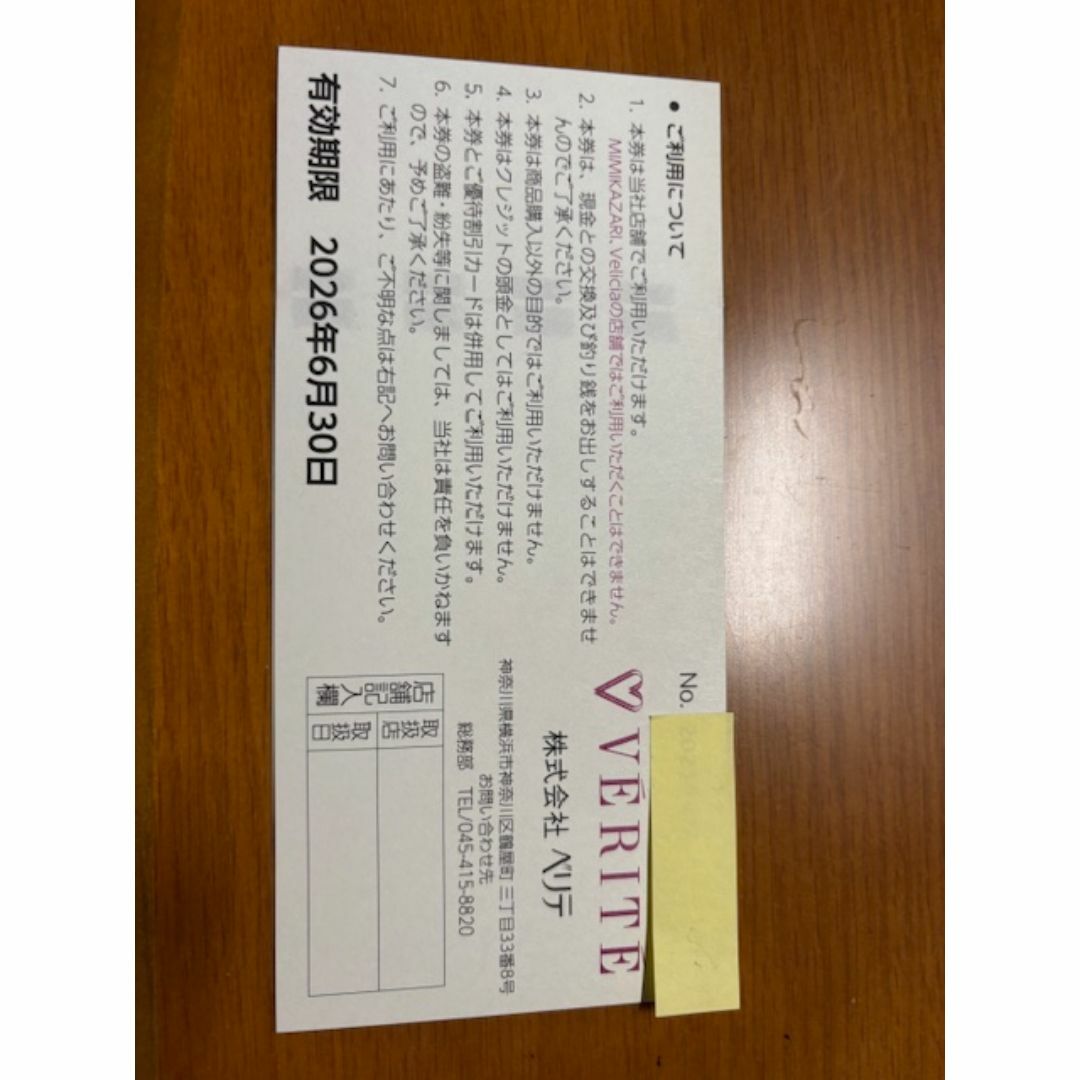 ● ご利用について
1. 本券は当社店舗でご利用いただけます。
MIMIKAZARI、Veliciaの店舗ではご利用いただくことはできません。
2. 本券は、現金との交換及び釣り銭をお出しすることはできませ
んのでご了承ください。
3. 本券は商品購入以外の目的ではご利用いただけません。
4. 本券はクレジットの頭金としてはご利用いただけません。
5. 本券とご優待割引カードは併用してご利用いただけます。
6. 本券の盗難・紛失等に関しましては、当社は責任を負いかねます
ので、予めご了承ください。
7. ご利用にあたり、ご不明な点は右記へお問い合わせください。
有効期限 2026年6月30日
No.
VĒRITĒ
株式会社 ベリテ
神奈川県横浜市神奈川区鶴屋町 三丁目33番8号
お問い合わせ先
総務部 TEL/045-415-8820
店舗記入欄
取扱店
取扱日